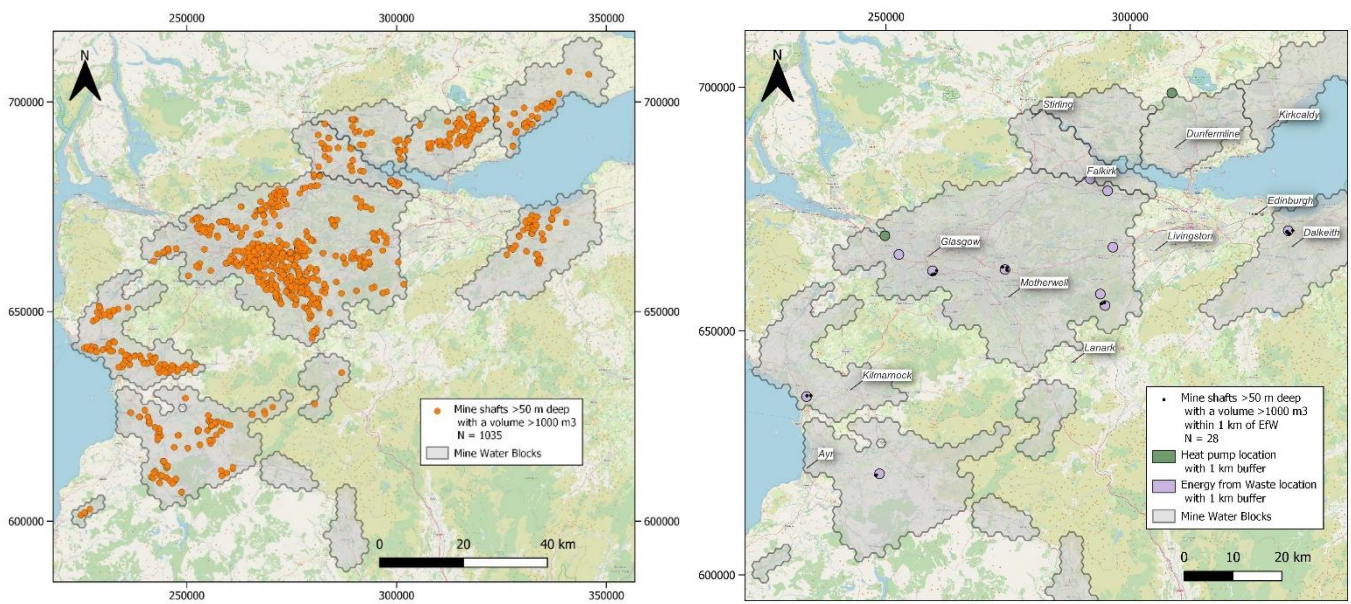 250000
300000
350000
N
700000
700000
650000
650000
600000
600000
Mine shafts >50 m deep
with a volume >1000 m3
N = 1035
Mine Water Blocks
0
20
40 km
250000
300000
350000
250000
300000
N
700000
650000
600000
Stirling
Kirkcaldy
Dunfermline
Falkirk
Edinburgh
Glasgow
Livingston
Dalkeith
Motherwell
Lanark
Kilmarnock
Ayr
Mine shafts >50 m deep
with a volume >1000 m3
within 1 km of EfW
N = 28
Heat pump location
with 1 km buffer
Energy from Waste location
with 1 km buffer
Mine Water Blocks
0
10
20 km
250000
300000